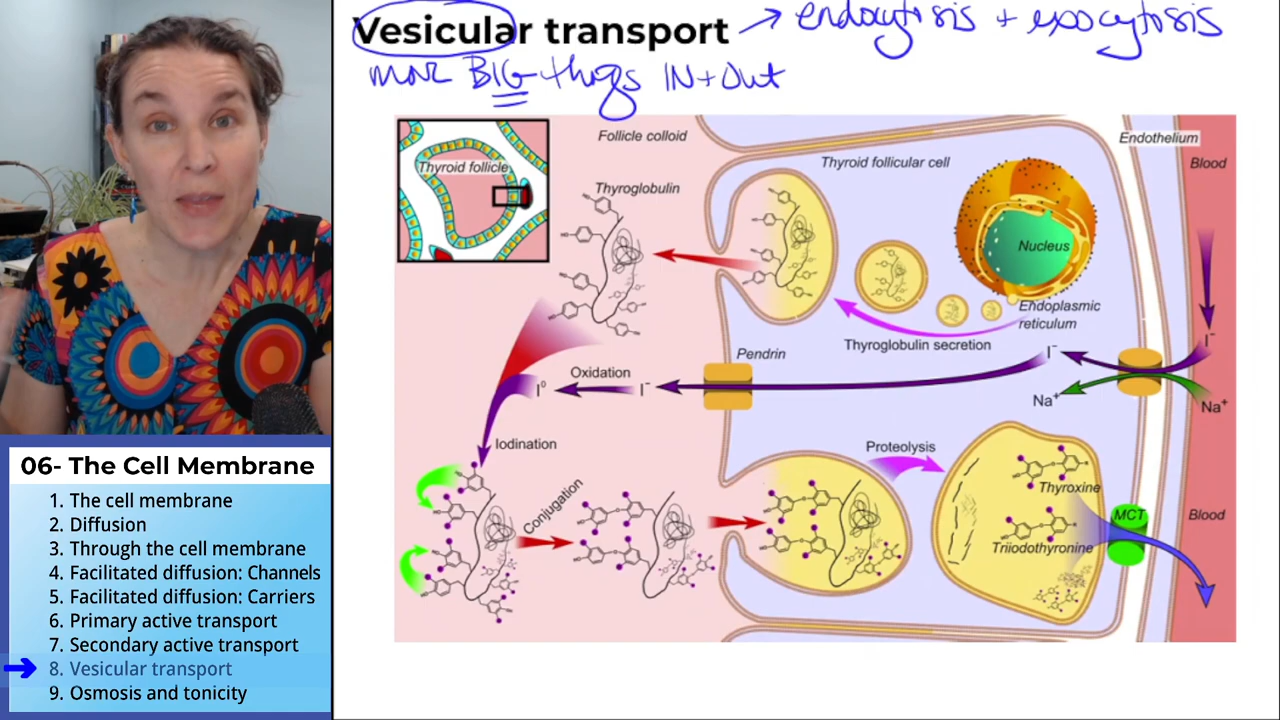 Vesicular transport → endocytosis + exocytosis
move BIG things IN + OUT
Follicle colloid
Endothelium
Thyroid follicle
Thyroid follicular cell
Blood
Thyroglobulin
Nucleus
Endoplasmic
reticulum
I⁻
Thyroglobulin secretion
I⁻
Pendrin
Oxidation
I⁰
I⁻
Na⁺
Na⁺
Iodination
Proteolysis
Conjugation
Thyroxine
MCT
Blood
Triiodothyronine
06- The Cell Membrane
1. The cell membrane
2. Diffusion
3. Through the cell membrane
4. Facilitated diffusion: Channels
5. Facilitated diffusion: Carriers
6. Primary active transport
7. Secondary active transport
8. Vesicular transport
9. Osmosis and tonicity